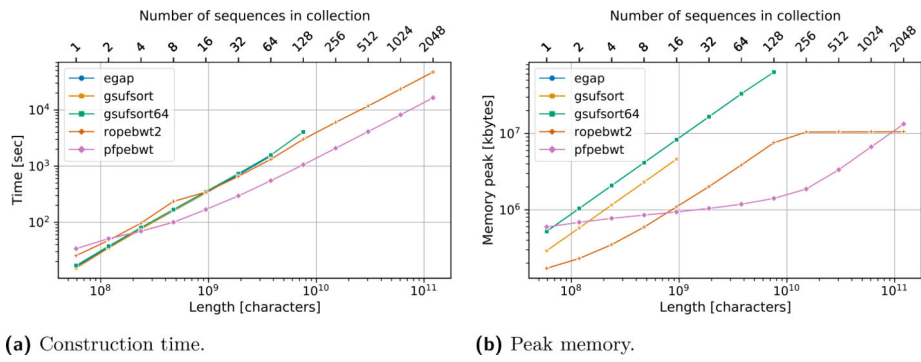 Number of sequences in collection
1 2 4 8 16 32 64 128 256 512 1024 2048
egap
gsufsort
gsufsort64
ropebwt2
pfpebwt
Time [sec]
10^4
10^3
10^2
10^8 10^9 10^10 10^11
Length [characters]
(a) Construction time.
Number of sequences in collection
1 2 4 8 16 32 64 128 256 512 1024 2048
egap
gsufsort
gsufsort64
ropebwt2
pfpebwt
Memory peak [kbytes]
10^7
10^6
10^8 10^9 10^10 10^11
Length [characters]
(b) Peak memory.